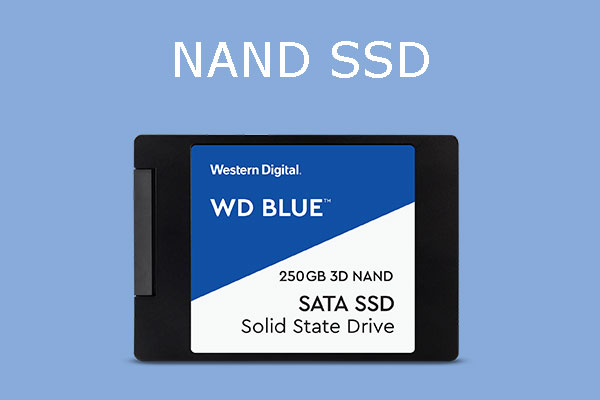 NAND SSD
Western Digital.
WD BLUE™
250GB 3D NAND
SATA SSD
Solid State Drive